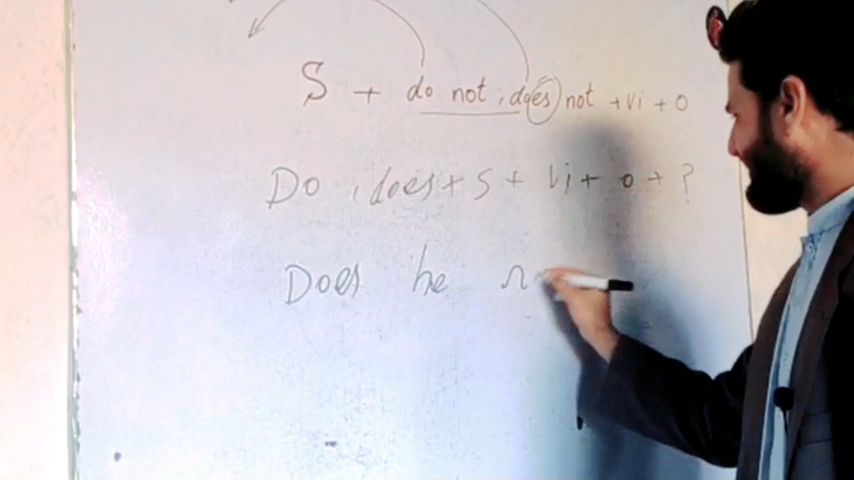 S + do not , does not + vi + o
Do , does + S + Vi + o + ?
Does he